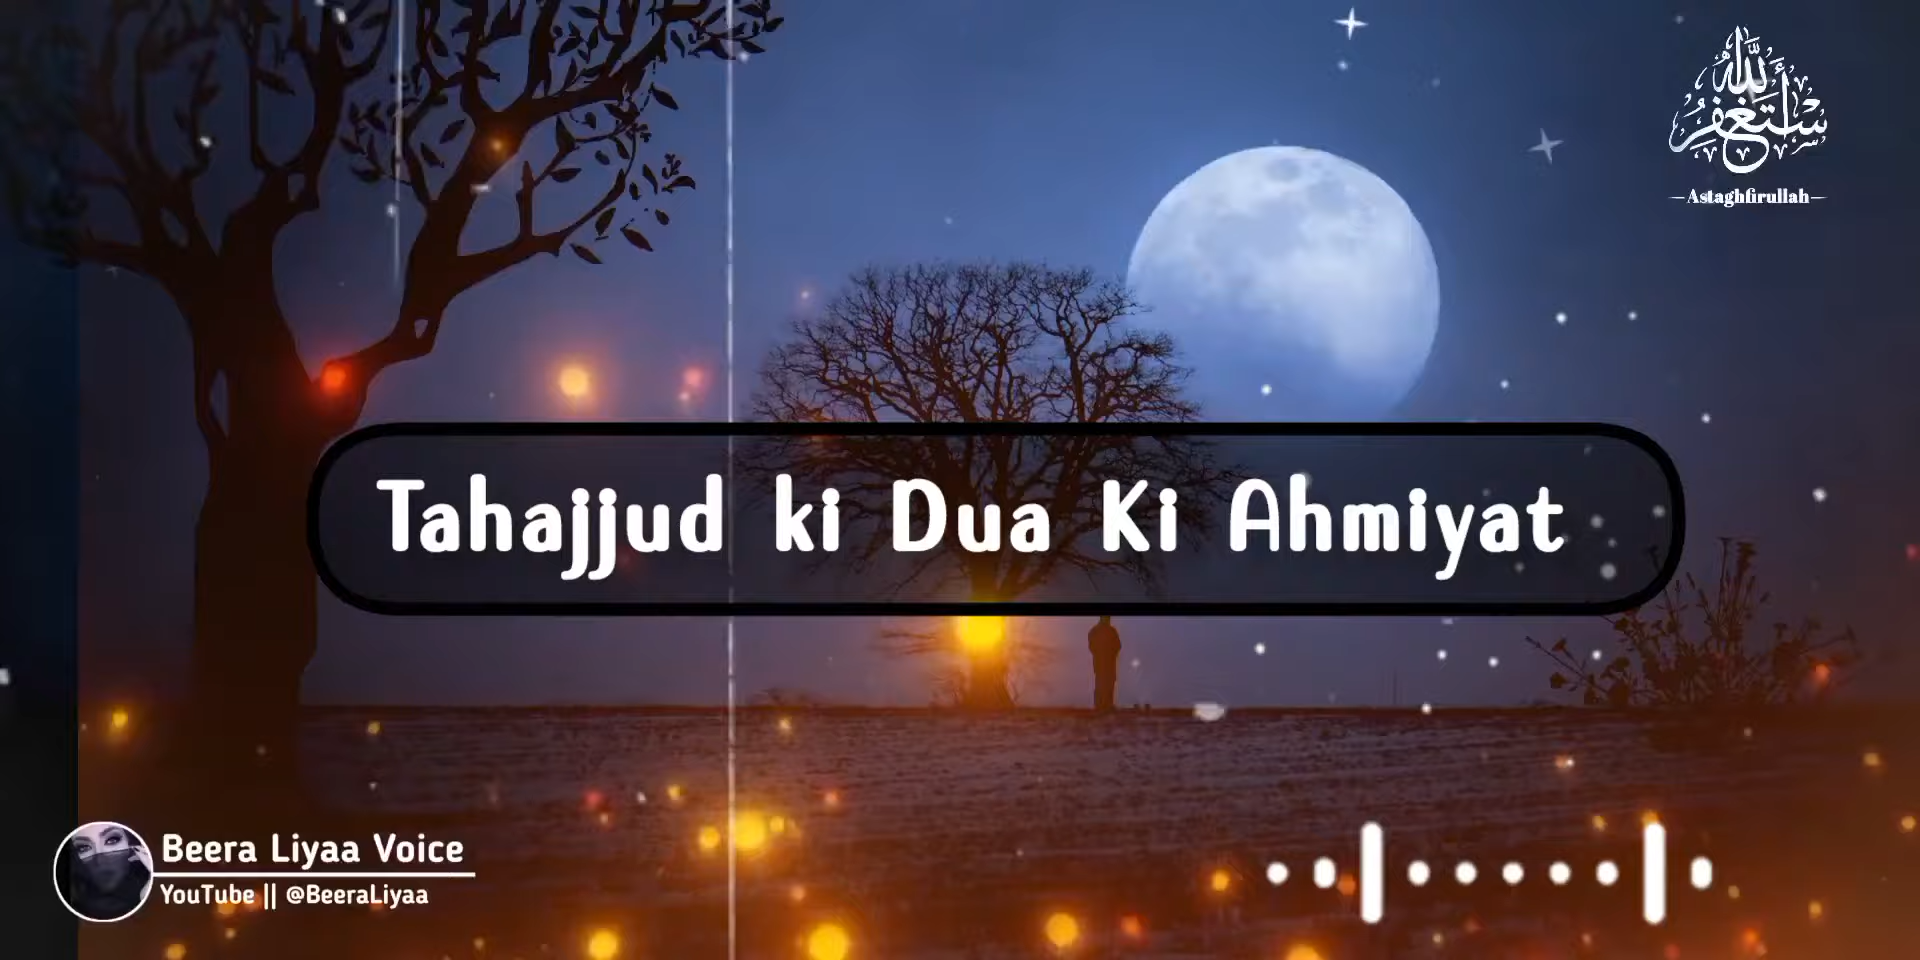 أستغفر الله
—Astaghfirullah—
Tahajjud ki Dua Ki Ahmiyat
Beera Liyaa Voice
YouTube || @BeeraLiyaa